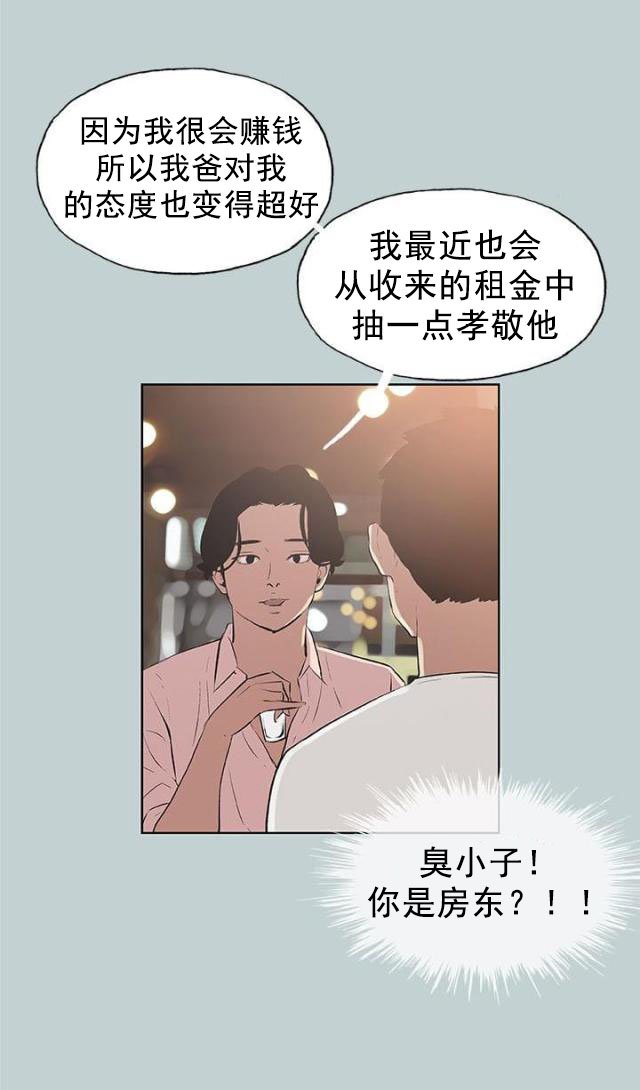 因为我很会赚钱
所以我爸对我
的态度也变得超好
我最近也会
从收来的租金中
抽一点孝敬他
臭小子！
你是房东？！！